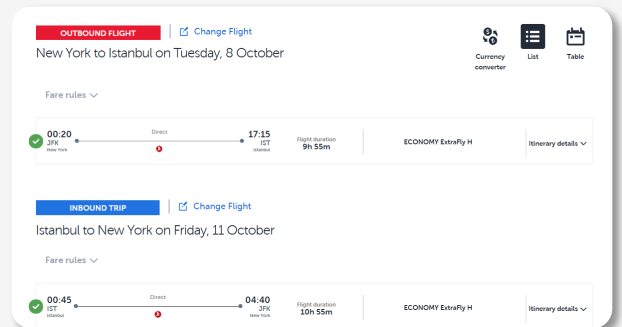 OUTBOUND FLIGHT
Change Flight
New York to Istanbul on Tuesday, 8 October
Currency converter
List
Table
Fare rules
00:20
JFK
New York
Direct
17:15
IST
Istanbul
Flight duration
9h 55m
ECONOMY ExtraFly H
Itinerary details
INBOUND TRIP
Change Flight
Istanbul to New York on Friday, 11 October
Fare rules
00:45
IST
Istanbul
Direct
04:40
JFK
New York
Flight duration
10h 55m
ECONOMY ExtraFly H
Itinerary details